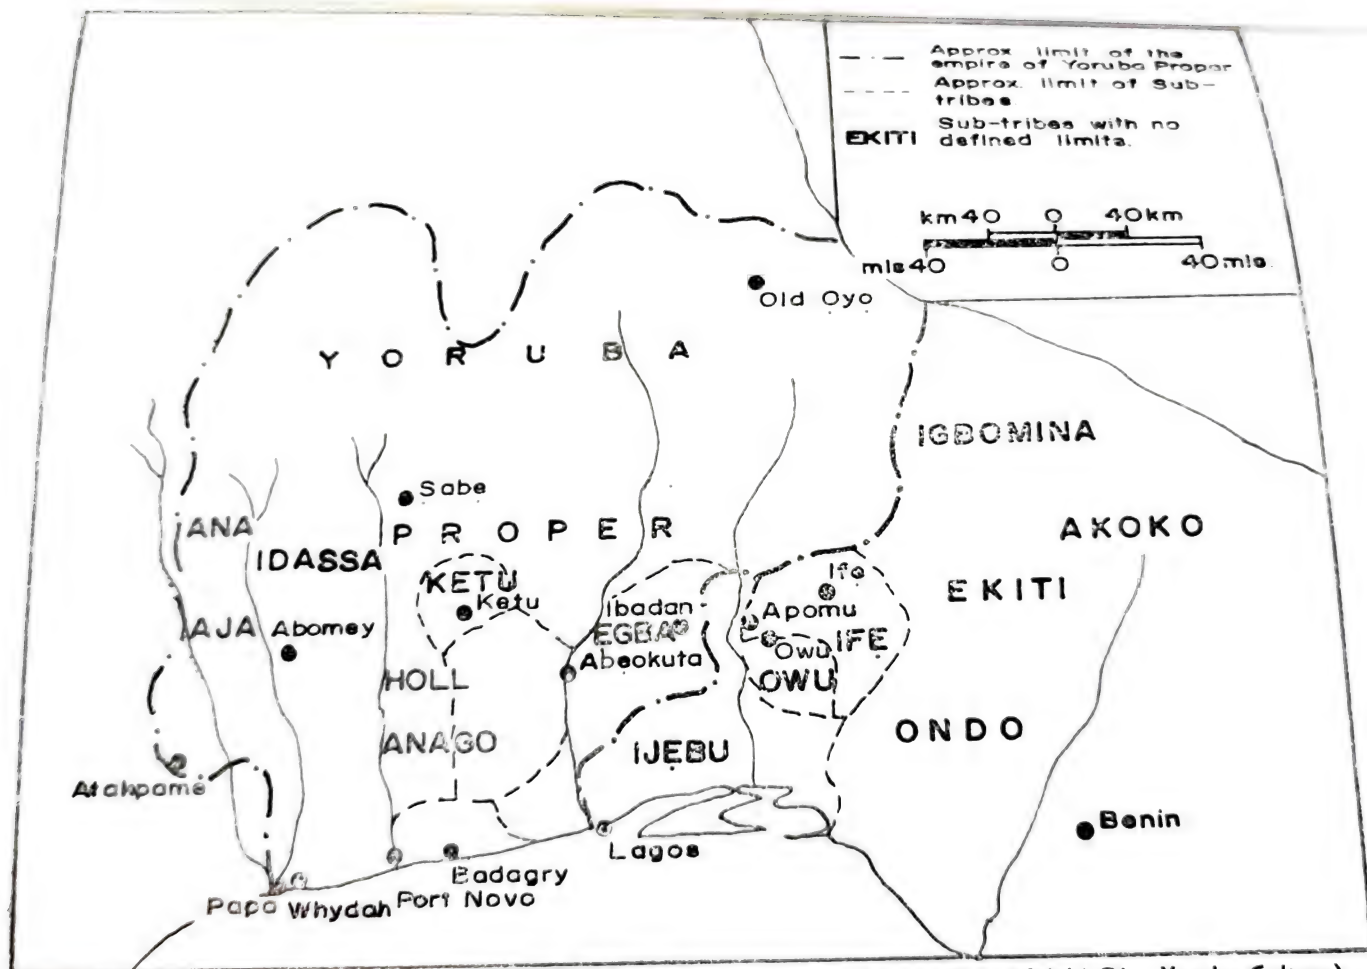 Approx limit of the
empire of Yoruba Proper
Approx. limit of Sub-
tribes
EKITI Sub-tribes with no
defined limits.
km40 0 40km
mls40 0 40mls.
Old Oyo
YORUBA
IGBOMINA
Sabe
ANA
PROPER
AKOKO
IDASSA
KETU
Ketu
Ife
EKITI
Ibadan
Apomu
AJA Abomey
EGBA
Owu
IFE
Abeokuta
HOLL
OWU
ANAGO
IJEBU
ONDO
Atakpame
Benin
Lagos
Badagry
Papa Whydah Port Novo